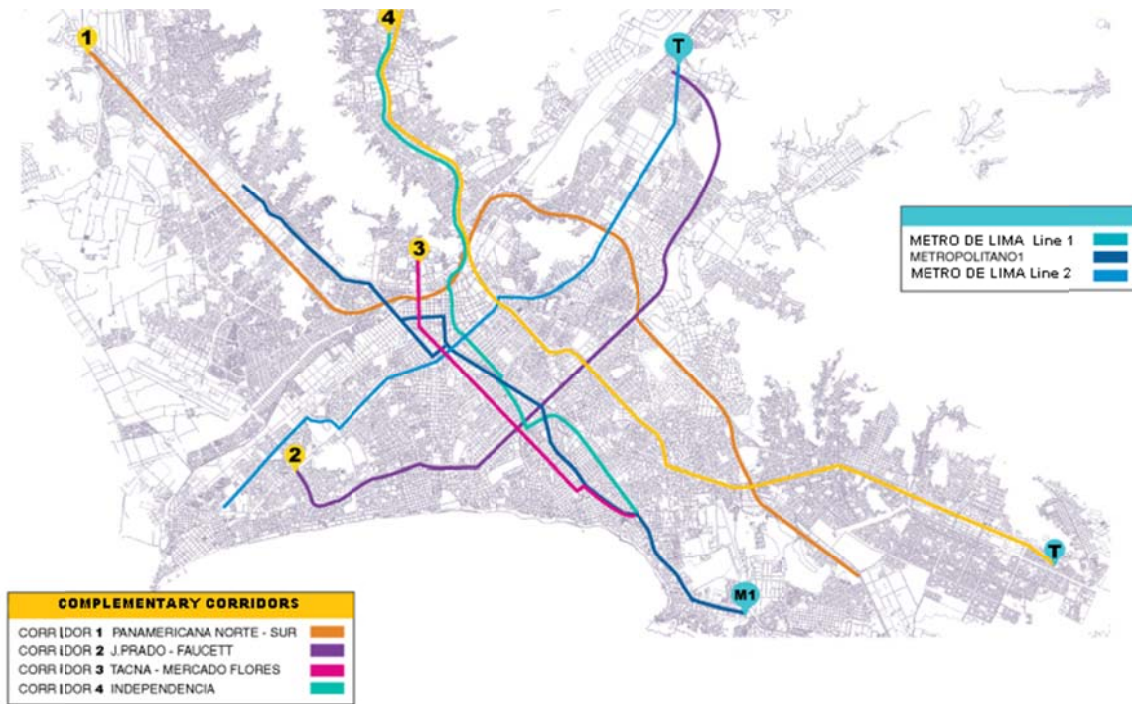 4
1
T
3
METRO DE LIMA Line 1
METROPOLITANO1
METRO DE LIMA Line 2
2
T
M1
COMPLEMENTARY CORRIDORS
CORRIDOR 1 PANAMERICANA NORTE - SUR
CORRIDOR 2 J.PRADO - FAUCETT
CORRIDOR 3 TACNA - MERCADO FLORES
CORRIDOR 4 INDEPENDENCIA